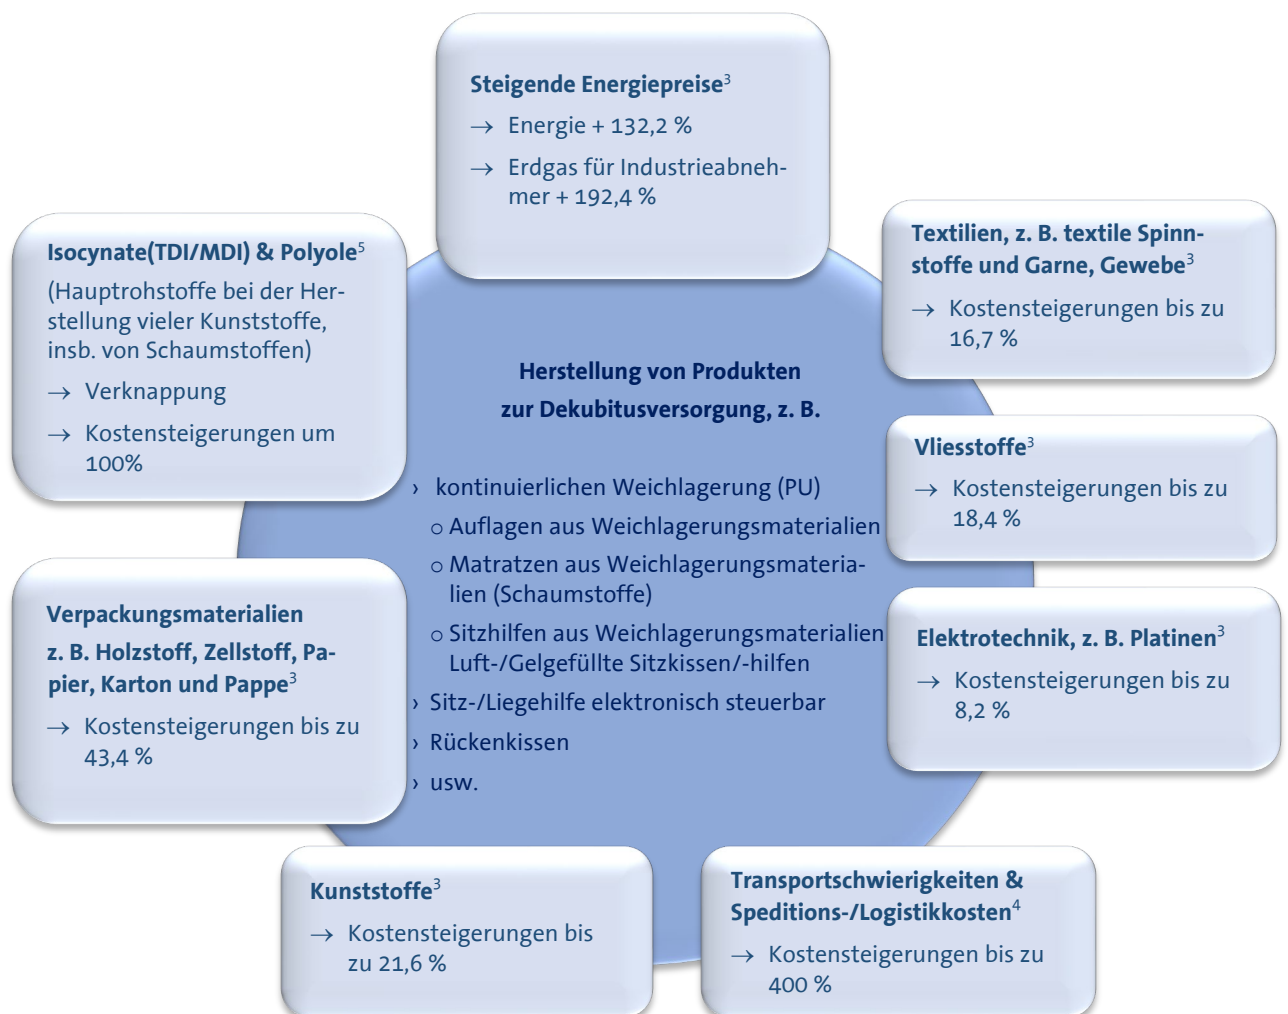 Steigende Energiepreise³
→ Energie + 132,2 %
→ Erdgas für Industrieabneh-
mer + 192,4 %
Isocynate(TDI/MDI) & Polyole⁵
(Hauptrohstoffe bei der Her-
stellung vieler Kunststoffe,
insb. von Schaumstoffen)
→ Verknappung
→ Kostensteigerungen um
100%
Textilien, z. B. textile Spinn-
stoffe und Garne, Gewebe³
→ Kostensteigerungen bis zu
16,7 %
Herstellung von Produkten
zur Dekubitusversorgung, z. B.
› kontinuierlichen Weichlagerung (PU)
o Auflagen aus Weichlagerungsmaterialien
o Matratzen aus Weichlagerungsmateria-
lien (Schaumstoffe)
o Sitzhilfen aus Weichlagerungsmaterialien
Luft-/Gelgefüllte Sitzkissen/-hilfen
› Sitz-/Liegehilfe elektronisch steuerbar
› Rückenkissen
› usw.
Vliesstoffe³
→ Kostensteigerungen bis zu
18,4 %
Verpackungsmaterialien
z. B. Holzstoff, Zellstoff, Pa-
pier, Karton und Pappe³
→ Kostensteigerungen bis zu
43,4 %
Elektrotechnik, z. B. Platinen³
→ Kostensteigerungen bis zu
8,2 %
Kunststoffe³
→ Kostensteigerungen bis
zu 21,6 %
Transportschwierigkeiten &
Speditions-/Logistikkosten⁴
→ Kostensteigerungen bis zu
400 %